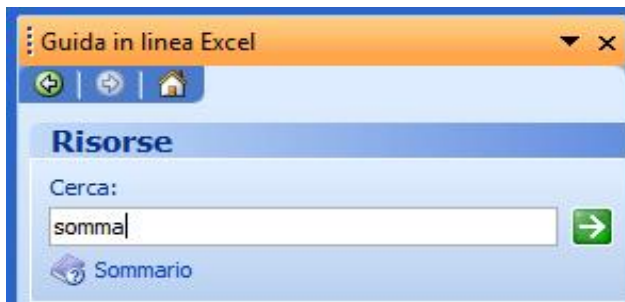 Guida in linea Excel
Risorse
Cerca:
somma
Sommario